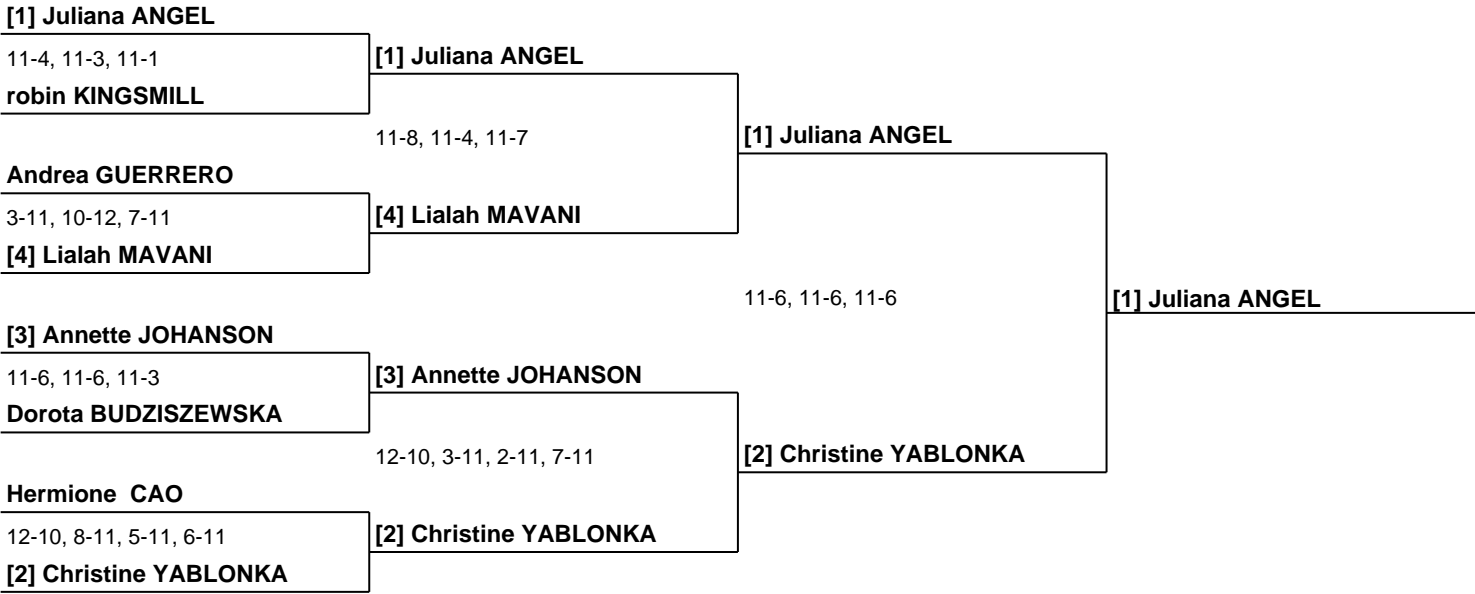 [1] Juliana ANGEL
11-4, 11-3, 11-1
[1] Juliana ANGEL
robin KINGSMILL
11-8, 11-4, 11-7
[1] Juliana ANGEL
Andrea GUERRERO
3-11, 10-12, 7-11
[4] Lialah MAVANI
[4] Lialah MAVANI
11-6, 11-6, 11-6
[1] Juliana ANGEL
[3] Annette JOHANSON
11-6, 11-6, 11-3
[3] Annette JOHANSON
Dorota BUDZISZEWSKA
12-10, 3-11, 2-11, 7-11
[2] Christine YABLONKA
Hermione  CAO
12-10, 8-11, 5-11, 6-11
[2] Christine YABLONKA
[2] Christine YABLONKA